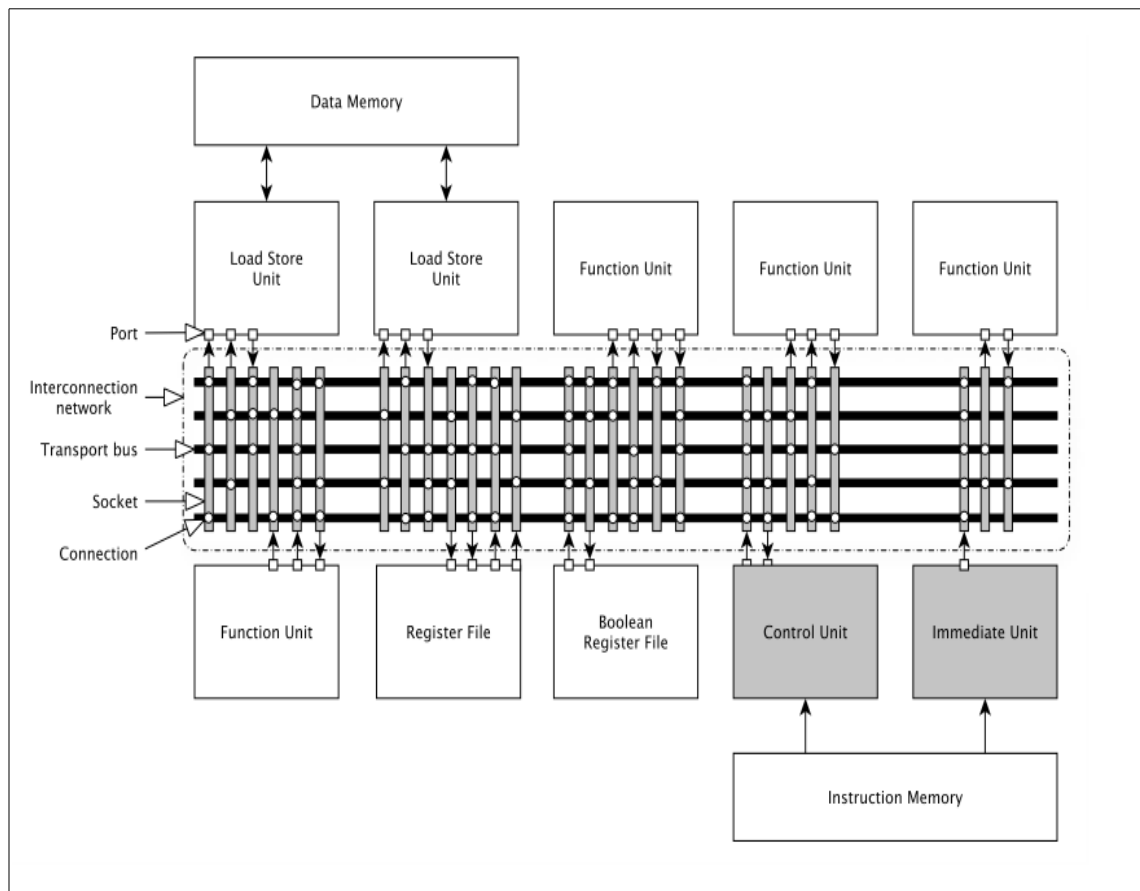 Data Memory
Load Store
Unit
Load Store
Unit
Function Unit
Function Unit
Function Unit
Port
Interconnection
network
Transport bus
Socket
Connection
Function Unit
Register File
Boolean
Register File
Control Unit
Immediate Unit
Instruction Memory